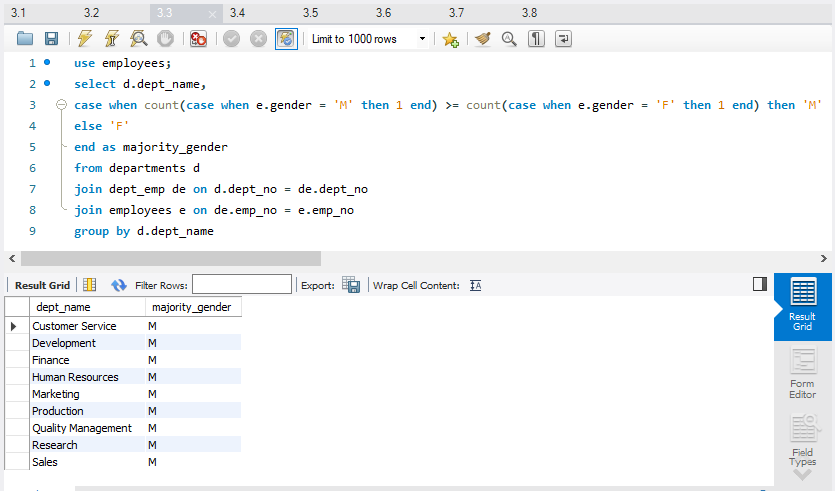 3.1 3.2 3.3 3.4 3.5 3.6 3.7 3.8
Limit to 1000 rows
1 use employees;
2 select d.dept_name,
3 case when count(case when e.gender = 'M' then 1 end) >= count(case when e.gender = 'F' then 1 end) then 'M'
4 else 'F'
5 end as majority_gender
6 from departments d
7 join dept_emp de on d.dept_no = de.dept_no
8 join employees e on de.emp_no = e.emp_no
9 group by d.dept_name
Result Grid Filter Rows: Export: Wrap Cell Content:
dept_name majority_gender
Customer Service M
Development M
Finance M
Human Resources M
Marketing M
Production M
Quality Management M
Research M
Sales M
Result
Grid
Form
Editor
Field
Types